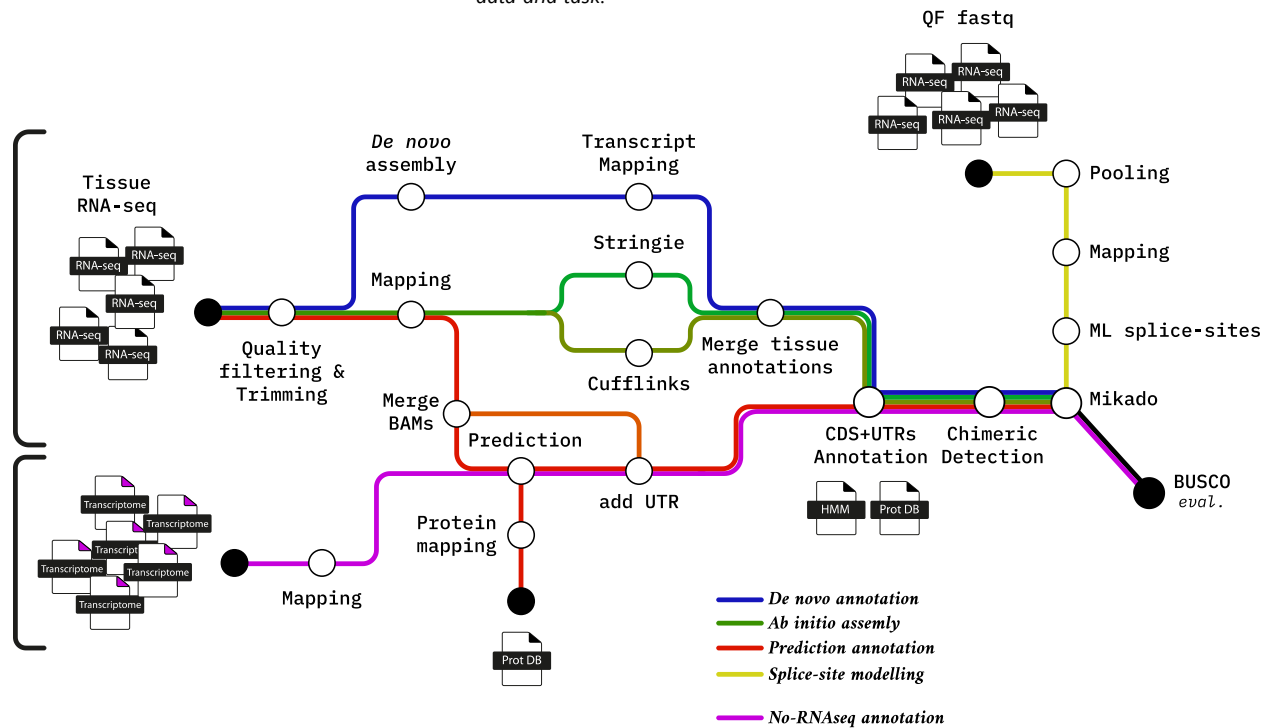 data and task.
QF fastq
RNA-seq
RNA-seq
RNA-seq
RNA-seq
RNA-seq
Pooling
Mapping
ML splice-sites
Mikado
BUSCO
eval.
Tissue
RNA-seq
RNA-seq
RNA-seq
RNA-seq
RNA-seq
RNA-seq
De novo
assembly
Transcript
Mapping
Stringie
Mapping
Quality
filtering &
Trimming
Cufflinks
Merge tissue
annotations
Merge
BAMs
Prediction
add UTR
CDS+UTRs
Annotation
Chimeric
Detection
HMM
Prot DB
Transcriptome
Transcriptome
Transcript
Transcriptome
Transcriptome
Transcriptome
Mapping
Protein
mapping
Prot DB
De novo annotation
Ab initio assemly
Prediction annotation
Splice-site modelling
No-RNAseq annotation